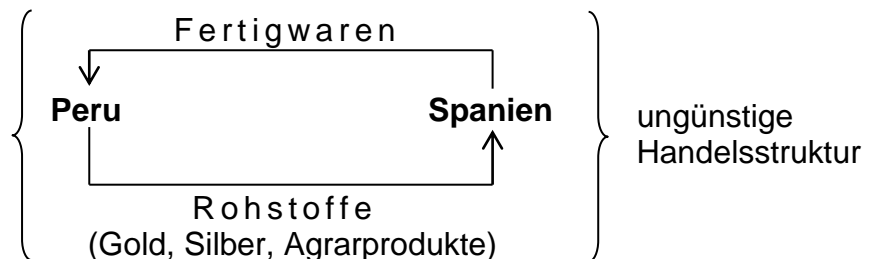 Fertigwaren
Peru
Spanien
ungünstige
Handelsstruktur
Rohstoffe
(Gold, Silber, Agrarprodukte)